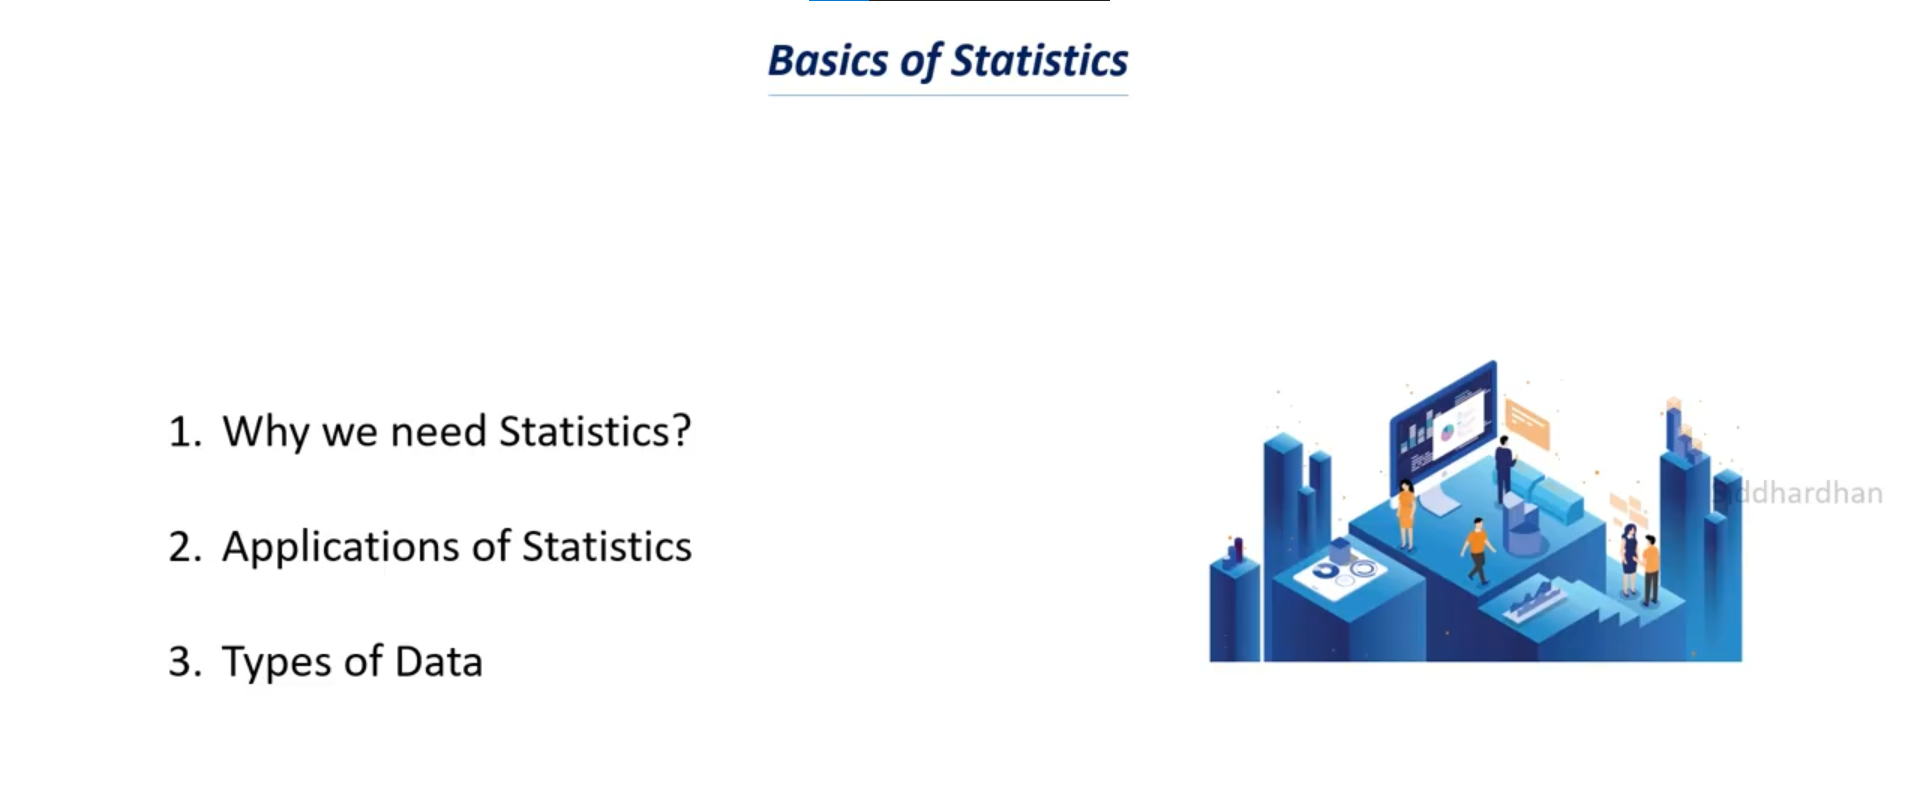 Basics of Statistics
1. Why we need Statistics?
2. Applications of Statistics
3. Types of Data